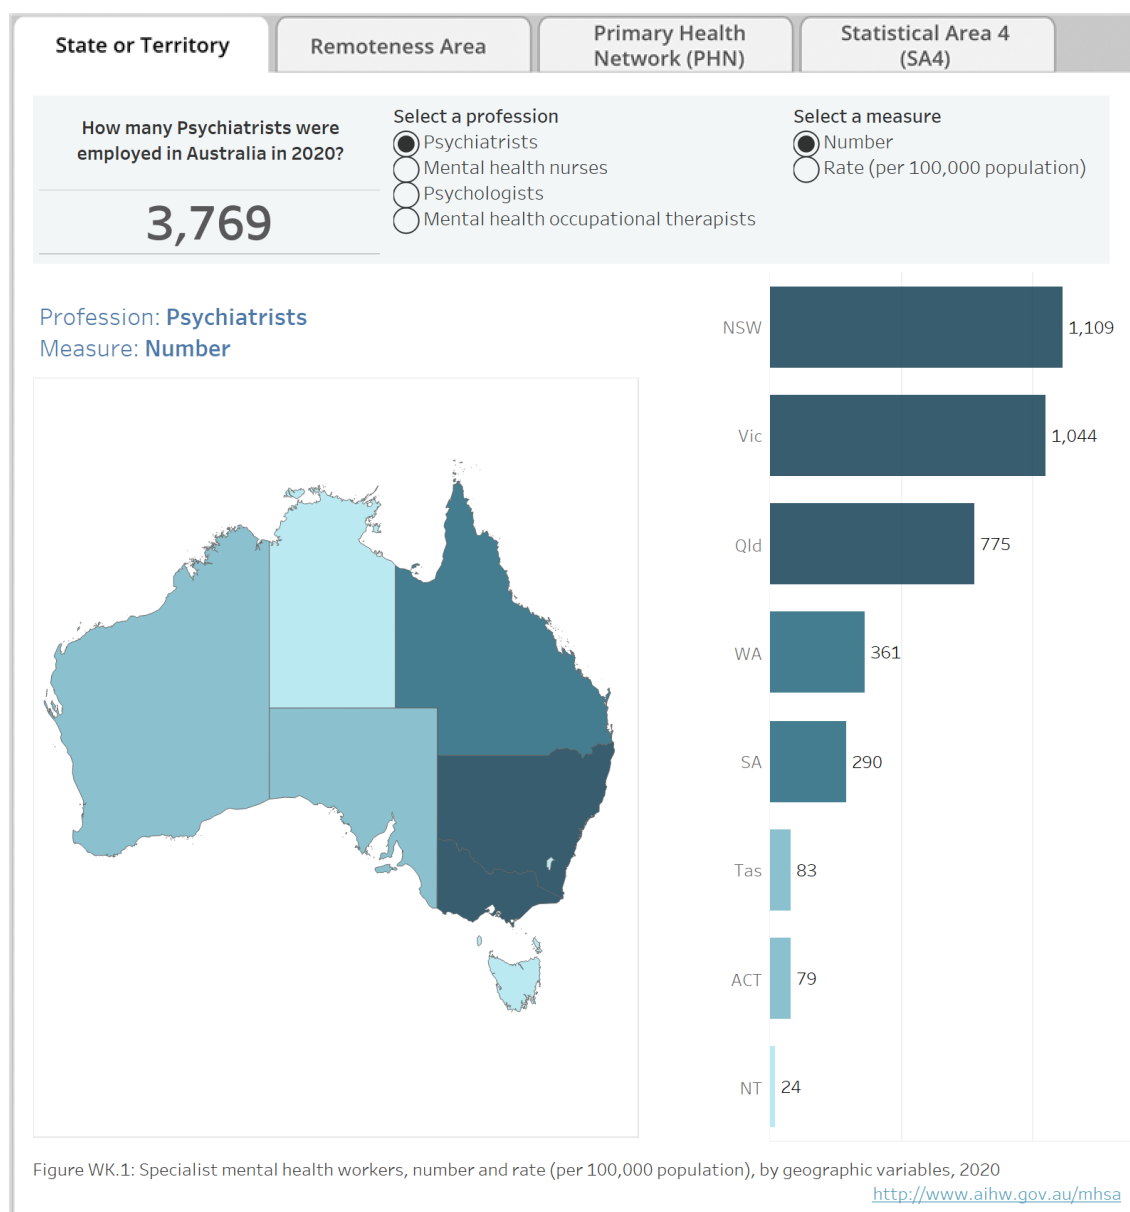 State or Territory
Remoteness Area
Primary Health
Network (PHN)
Statistical Area 4
(SA4)
How many Psychiatrists were
employed in Australia in 2020?
3,769
Select a profession
Psychiatrists
Mental health nurses
Psychologists
Mental health occupational therapists
Select a measure
Number
Rate (per 100,000 population)
Profession: Psychiatrists
Measure: Number
NSW 1,109
Vic 1,044
Qld 775
WA 361
SA 290
Tas 83
ACT 79
NT 24
Figure WK.1: Specialist mental health workers, number and rate (per 100,000 population), by geographic variables, 2020
http://www.aihw.gov.au/mhsa